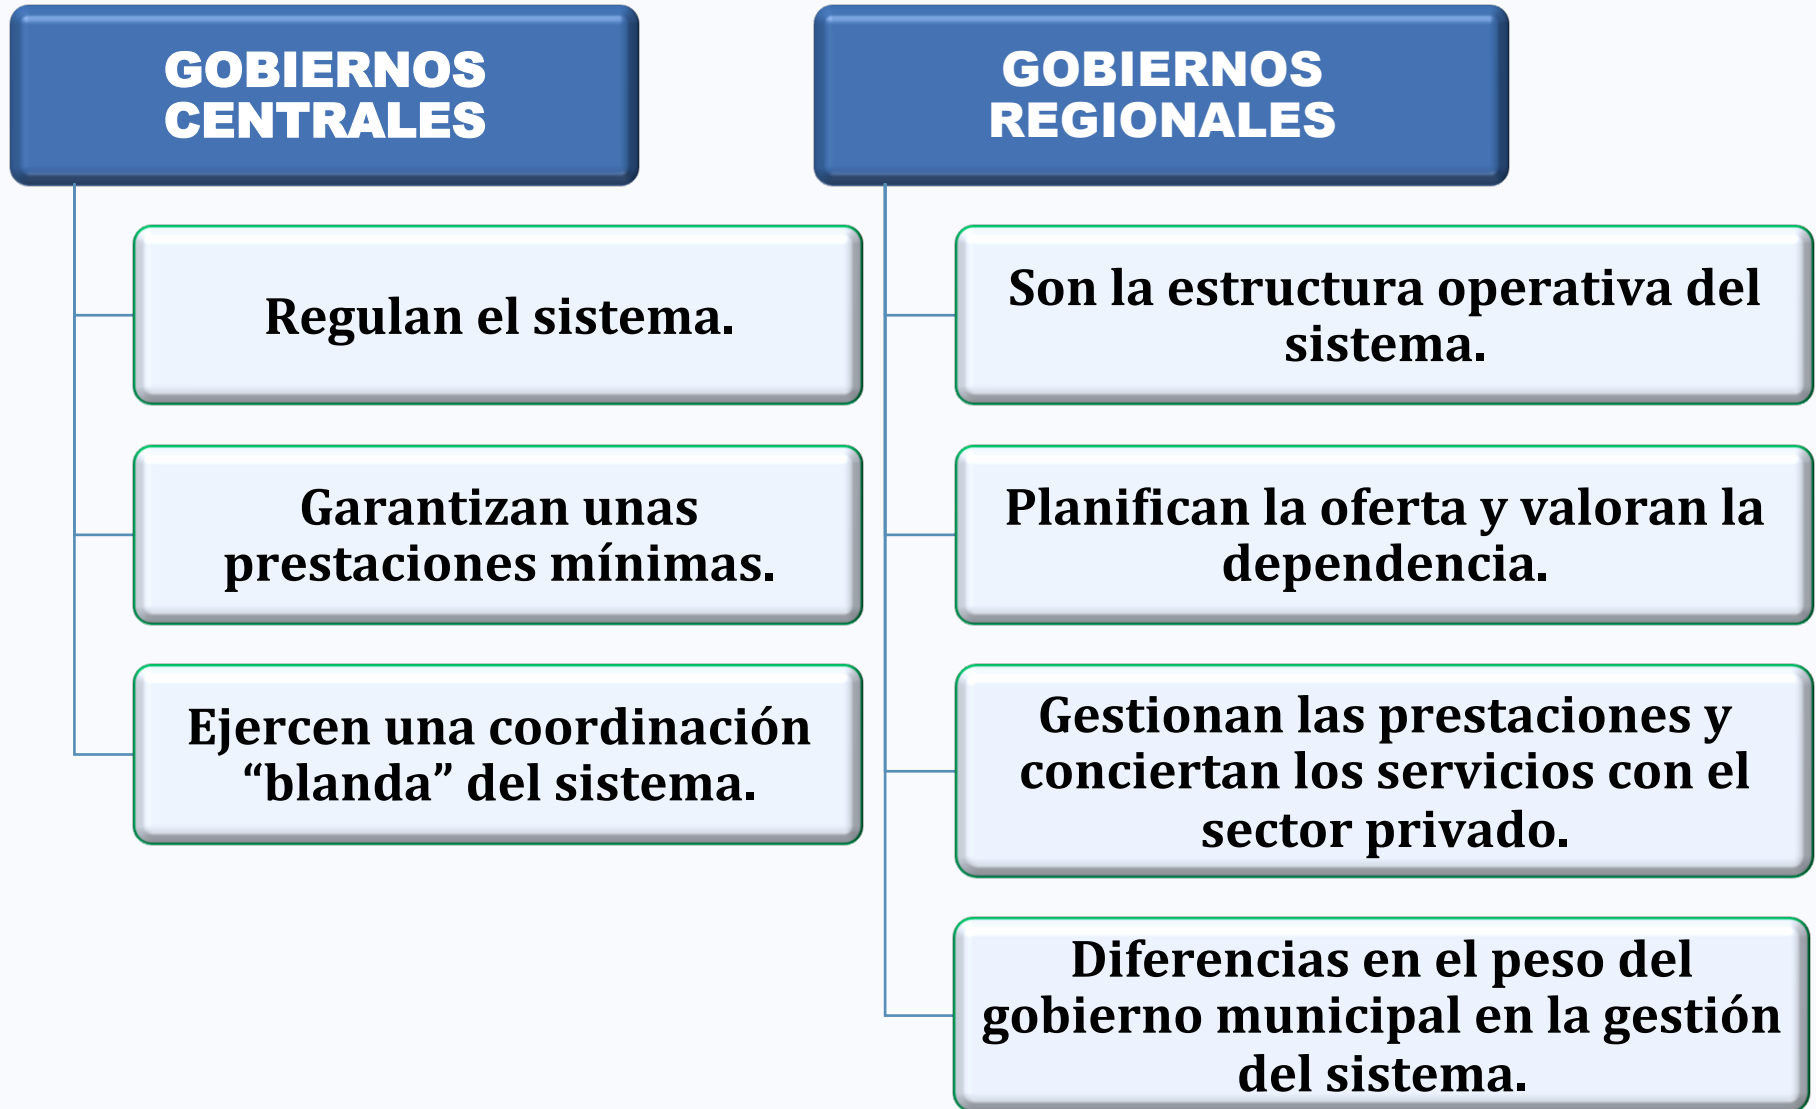 GOBIERNOS
CENTRALES
Regulan el sistema.
Garantizan unas
prestaciones mínimas.
Ejercen una coordinación
“blanda” del sistema.
GOBIERNOS
REGIONALES
Son la estructura operativa del
sistema.
Planifican la oferta y valoran la
dependencia.
Gestionan las prestaciones y
conciertan los servicios con el
sector privado.
Diferencias en el peso del
gobierno municipal en la gestión
del sistema.